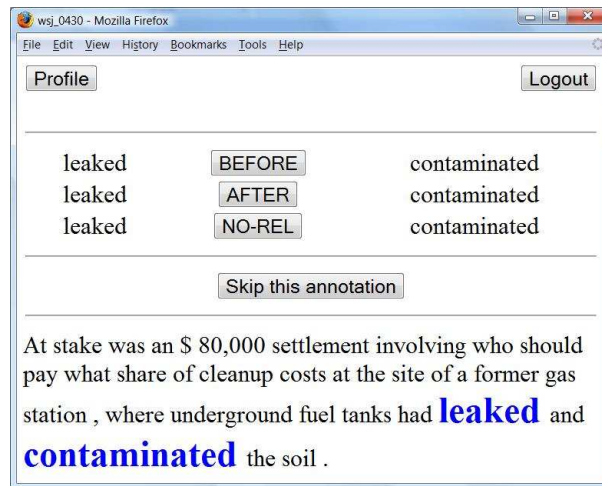 wsj_0430 - Mozilla Firefox
File Edit View History Bookmarks Tools Help
Profile Logout
leaked BEFORE contaminated
leaked AFTER contaminated
leaked NO-REL contaminated
Skip this annotation
At stake was an $ 80,000 settlement involving who should
pay what share of cleanup costs at the site of a former gas
station , where underground fuel tanks had leaked and
contaminated the soil .